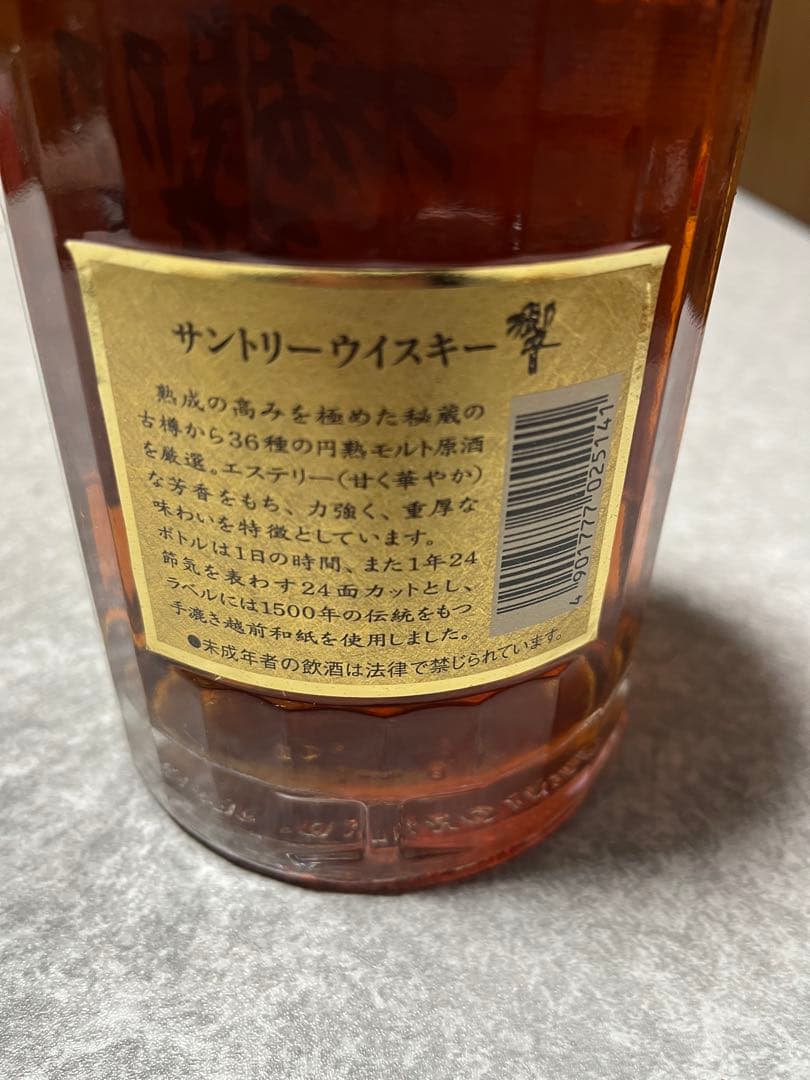 サントリーウイスキー 響
熟成の高みを極めた秘蔵の
古樽から36種の円熟モルト原酒
を厳選。エステリー(甘く華やか)
な芳香をもち、力強く、重厚な
味わいを特徴としています。
ボトルは1日の時間、また1年24
節気を表わす24面カットとし、
ラベルには1500年の伝統をもつ
手漉き越前和紙を使用しました。
●未成年者の飲酒は法律で禁じられています。
4 901777 025141